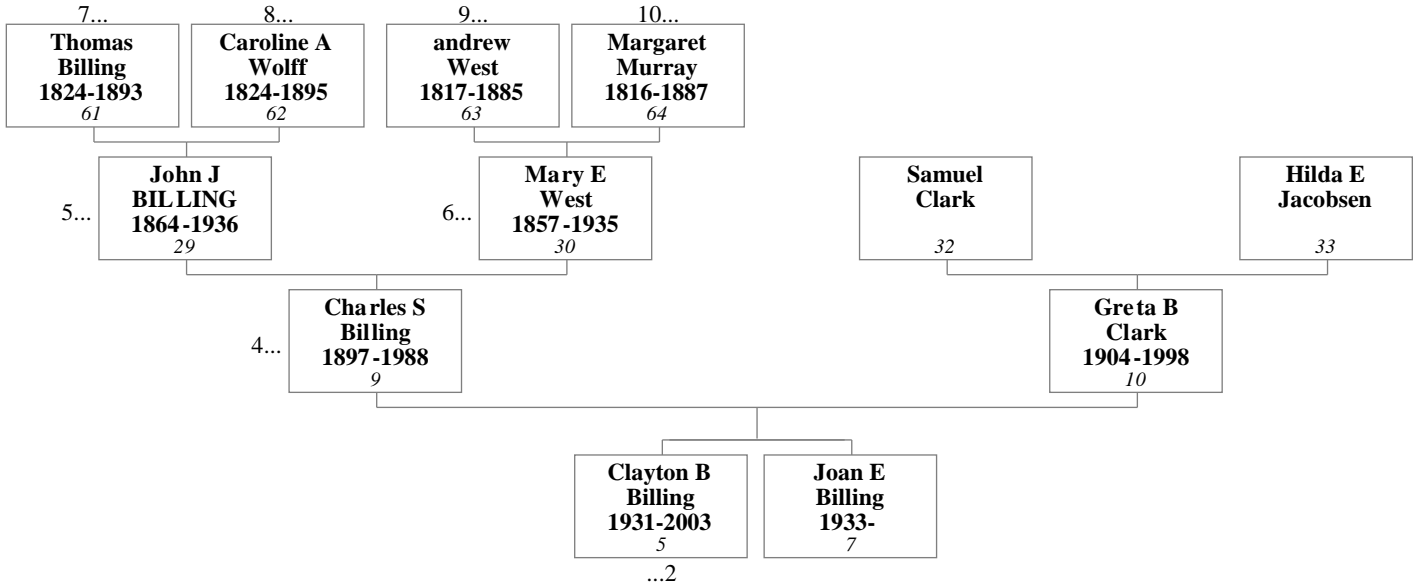 7...
8...
9...
10...
Thomas
Billing
1824-1893
61
Caroline A
Wolff
1824-1895
62
andrew
West
1817-1885
63
Margaret
Murray
1816-1887
64
5...
John J
BILLING
1864-1936
29
6...
Mary E
West
1857-1935
30
Samuel
Clark
32
Hilda E
Jacobsen
33
4...
Charles S
Billing
1897-1988
9
Greta B
Clark
1904-1998
10
Clayton B
Billing
1931-2003
5
Joan E
Billing
1933-
7
...2